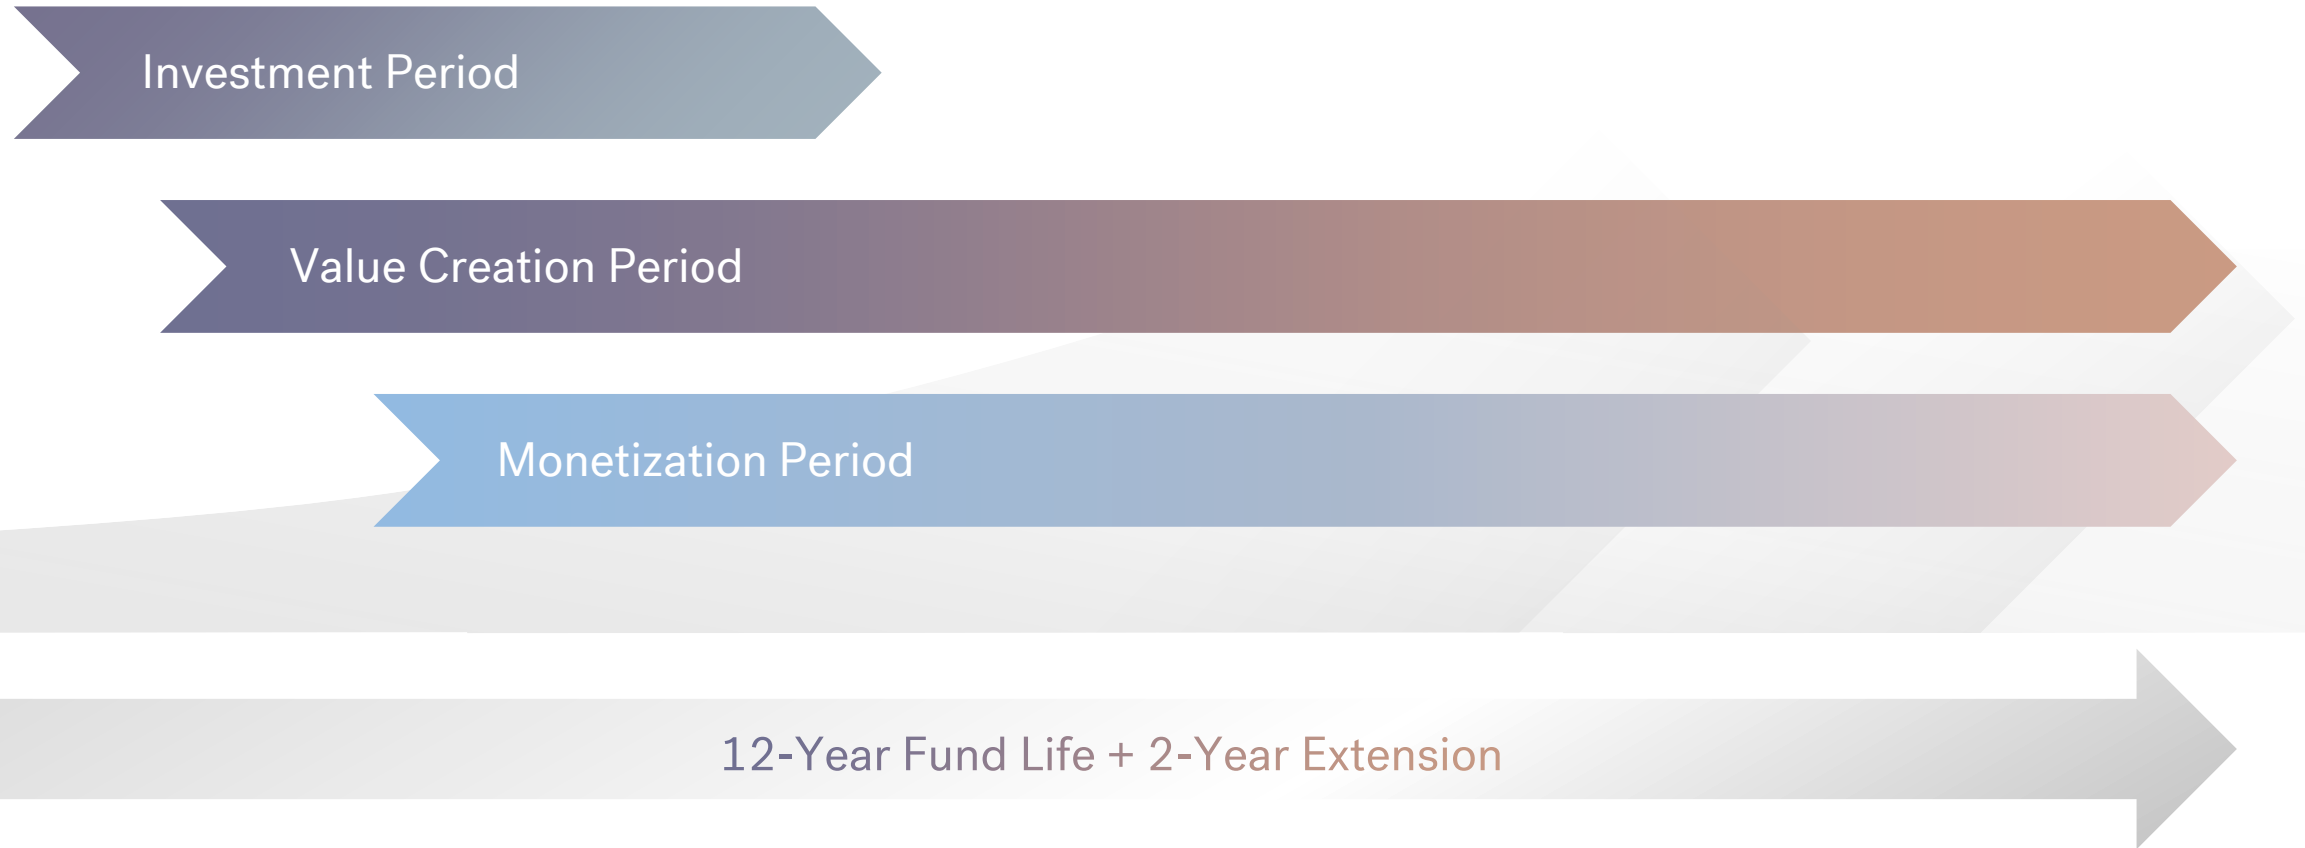 Investment Period
Value Creation Period
Monetization Period
12-Year Fund Life + 2-Year Extension